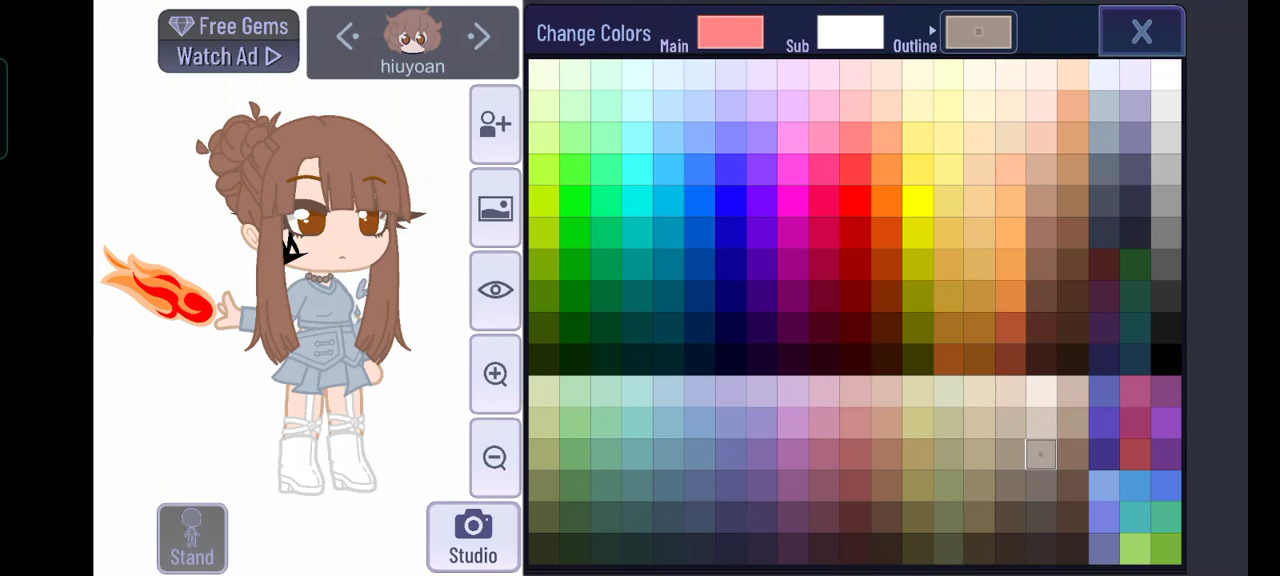 Free Gems
Watch Ad
hiuyoan
Change Colors
Main
Sub
Outline
X
Stand
Studio